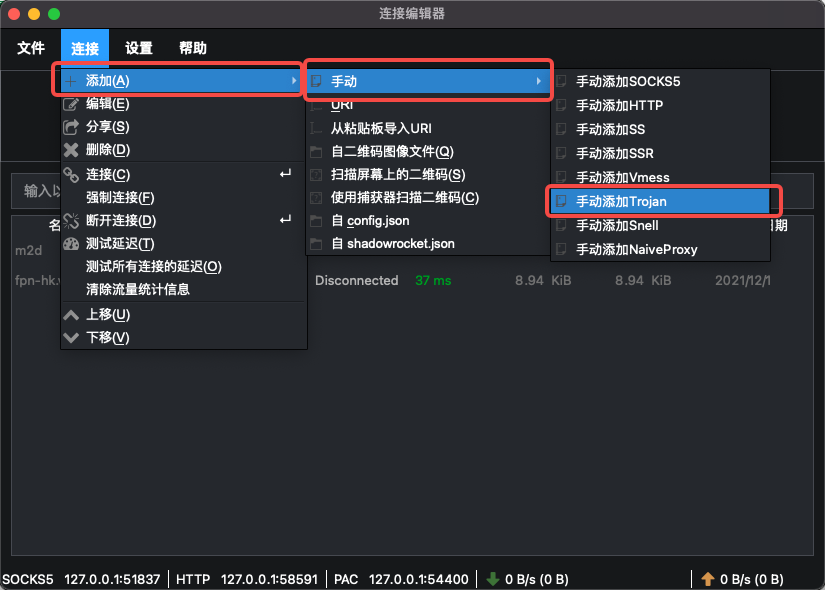 连接编辑器
文件 连接 设置 帮助
添加(A)
编辑(E)
分享(S)
删除(D)
连接(C)
强制连接(F)
断开连接(D)
测试延迟(T)
测试所有连接的延迟(O)
清除流量统计信息
上移(U)
下移(V)
手动
URI
从粘贴板导入URI
自二维码图像文件(Q)
扫描屏幕上的二维码(S)
使用捕获器扫描二维码(C)
自 config.json
自 shadowrocket.json
手动添加SOCKS5
手动添加HTTP
手动添加SS
手动添加SSR
手动添加Vmess
手动添加Trojan
手动添加Snell
手动添加NaiveProxy
输入
名 期
m2d
fpn-hk. Disconnected 37 ms 8.94 KiB 8.94 KiB 2021/12/1
SOCKS5 127.0.0.1:51837 HTTP 127.0.0.1:58591 PAC 127.0.0.1:54400 0 B/s (0 B) 0 B/s (0 B)